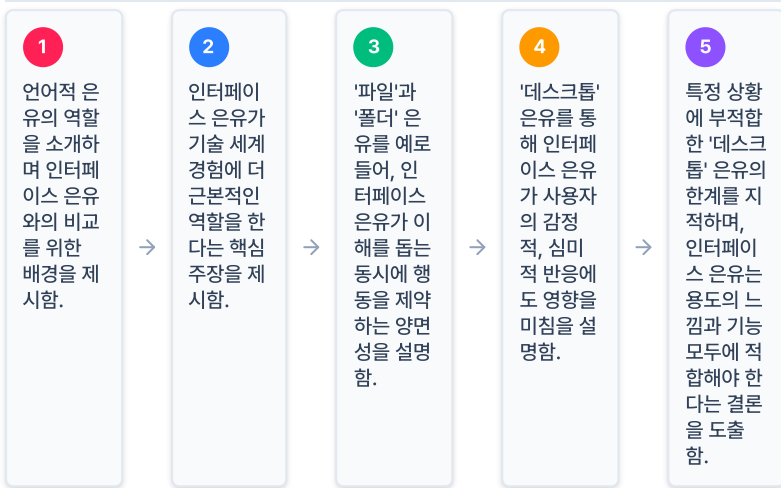 1
언어적 은
유의 역할
을 소개하
며 인터페
이스 은유
와의 비교
를 위한
배경을 제
시함.
→
2
인터페이
스 은유가
기술 세계
경험에 더
근본적인
역할을 한
다는 핵심
주장을 제
시함.
→
3
'파일'과
'폴더' 은
유를 예로
들어, 인
터페이스
은유가 이
해를 돕는
동시에 행
동을 제약
하는 양면
성을 설명
함.
→
4
'데스크톱'
은유를 통
해 인터페
이스 은유
가 사용자
의 감정
적, 심미
적 반응에
도 영향을
미침을 설
명함.
→
5
특정 상황
에 부적합
한 '데스크
톱' 은유의
한계를 지
적하며,
인터페이
스 은유는
용도의 느
낌과 기능
모두에 적
합해야 한
다는 결론
을 도출
함.